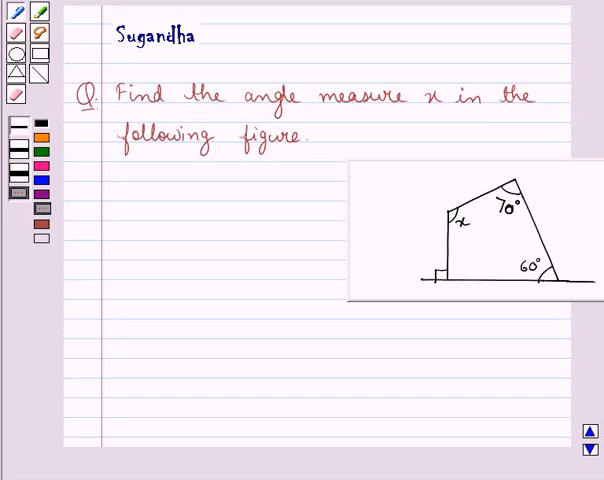 Sugandha
Q. Find the angle measure x in the
following figure.
70°
x
60°